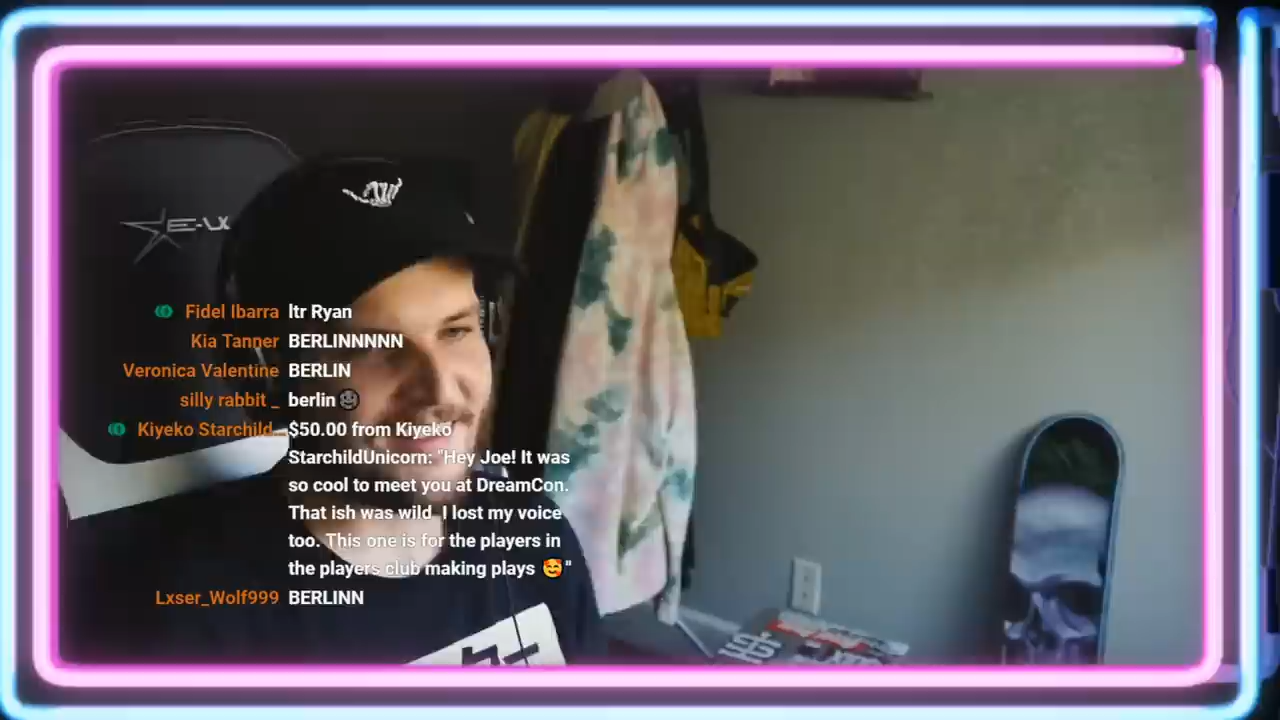 E-W
Fidel Ibarra ltr Ryan
Kia Tanner BERLINNNNN
Veronica Valentine BERLIN
silly rabbit _ berlin
Kiyeko Starchild... $50.00 from Kiyeko
StarchildUnicorn: "Hey Joe! It was
so cool to meet you at DreamCon.
That ish was wild I lost my voice
too. This one is for the players in
the players club making plays 🥰"
Lxser_Wolf999 BERLINN